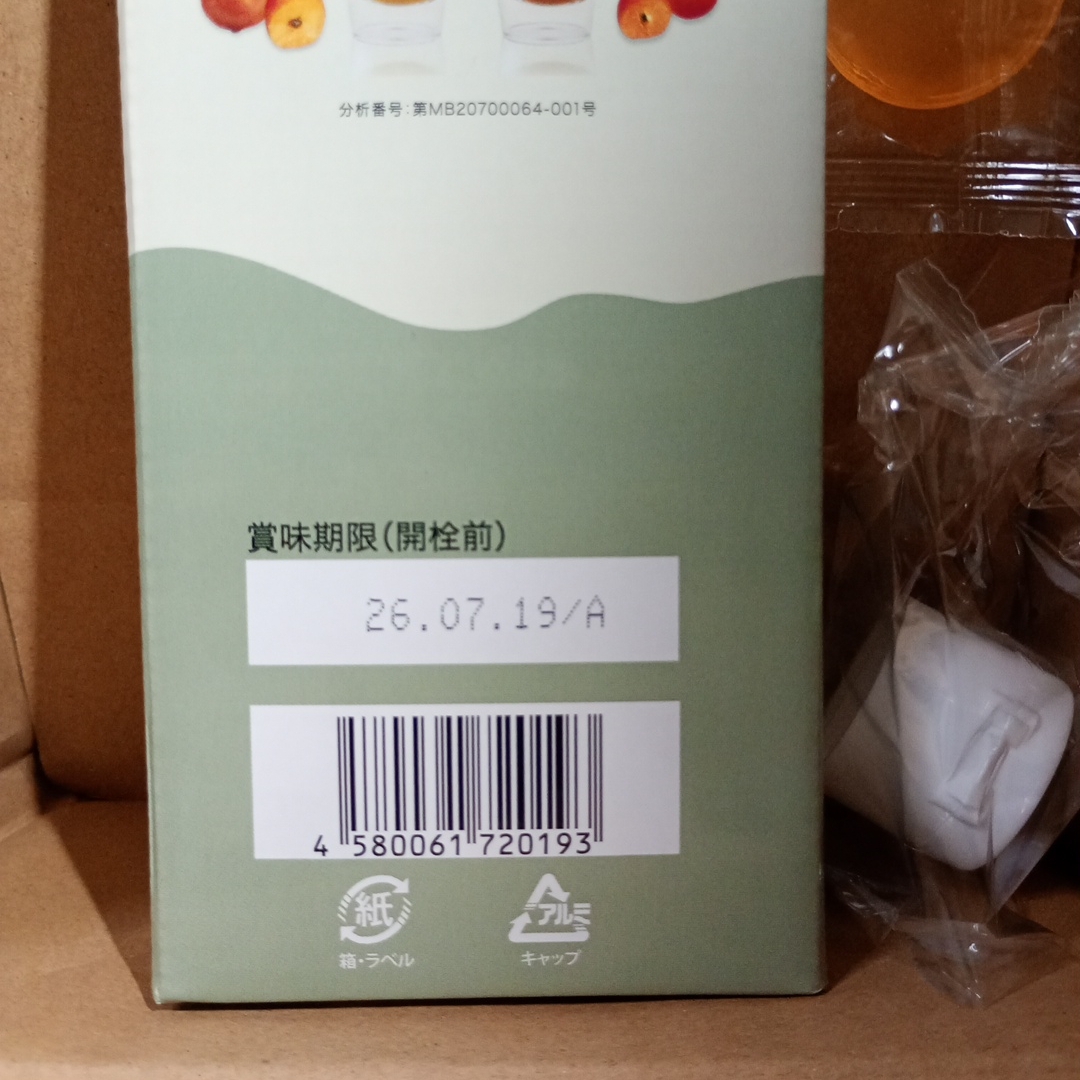 分析番号:第MB20700064-001号
賞味期限(開栓前)
26.07.19/A
4 580061 720193
紙
箱・ラベル
アルミ
キャップ